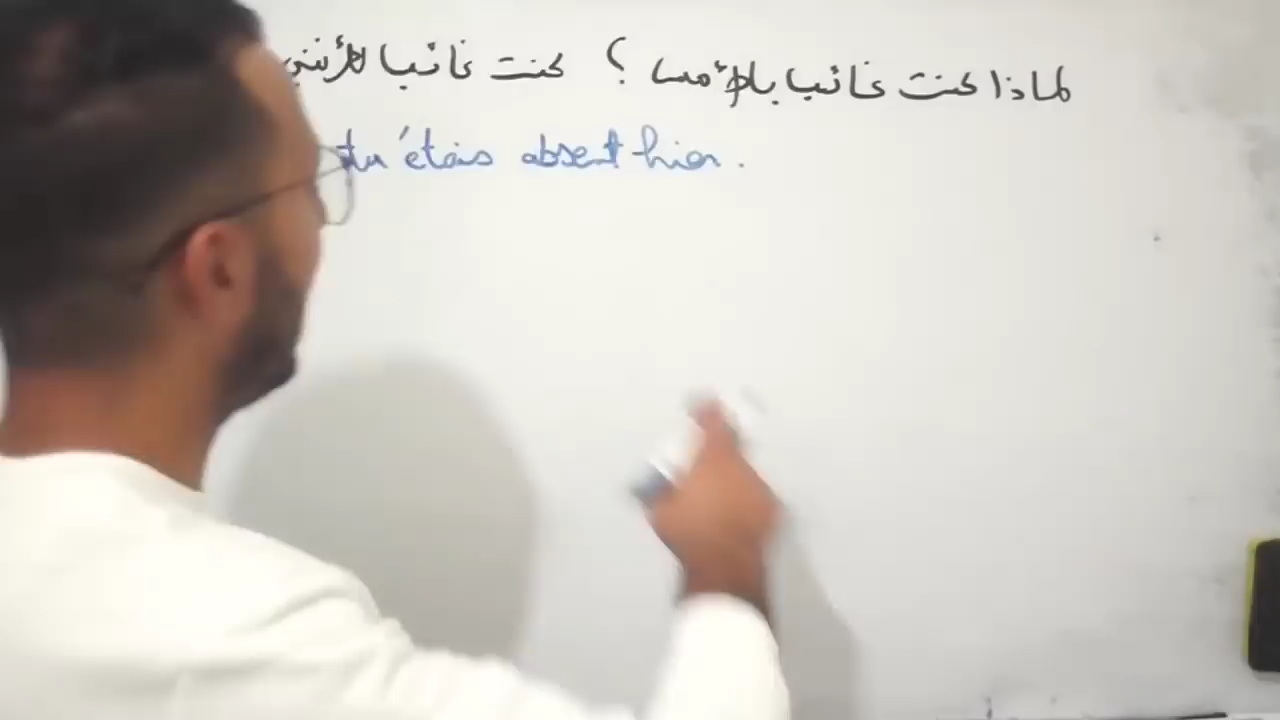 لماذا كنت غائبا بالأمس ؟ كنت غائبا لأنني
tu étais absent hier .